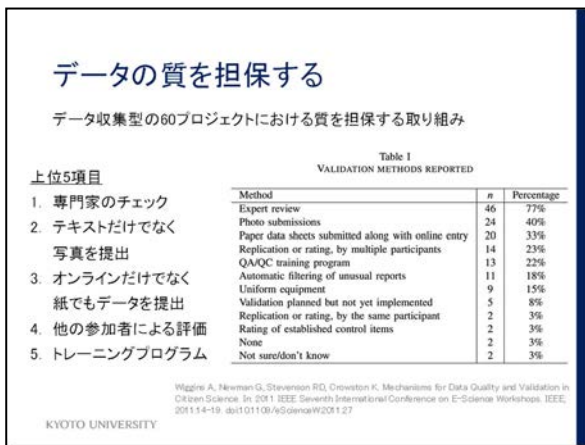 データの質を担保する
データ収集型の60プロジェクトにおける質を担保する取り組み
上位5項目
1. 専門家のチェック
2. テキストだけでなく
写真を提出
3. オンラインだけでなく
紙でもデータを提出
4. 他の参加者による評価
5. トレーニングプログラム
Table I
VALIDATION METHODS REPORTED
Method n Percentage
Expert review 46 77%
Photo submissions 24 40%
Paper data sheets submitted along with online entry 20 33%
Replication or rating, by multiple participants 14 23%
QA/QC training program 13 22%
Automatic filtering of unusual reports 11 18%
Uniform equipment 9 15%
Validation planned but not yet implemented 5 8%
Replication or rating, by the same participant 2 3%
Rating of established control items 2 3%
None 2 3%
Not sure/don't know 2 3%
Wiggins A, Newman G, Stevenson RD, Crowston K. Mechanisms for Data Quality and Validation in
Citizen Science. In: 2011 IEEE Seventh International Conference on E-Science Workshops. IEEE;
2011:14-19. doi:10.1109/eScienceW.2011.27
KYOTO UNIVERSITY